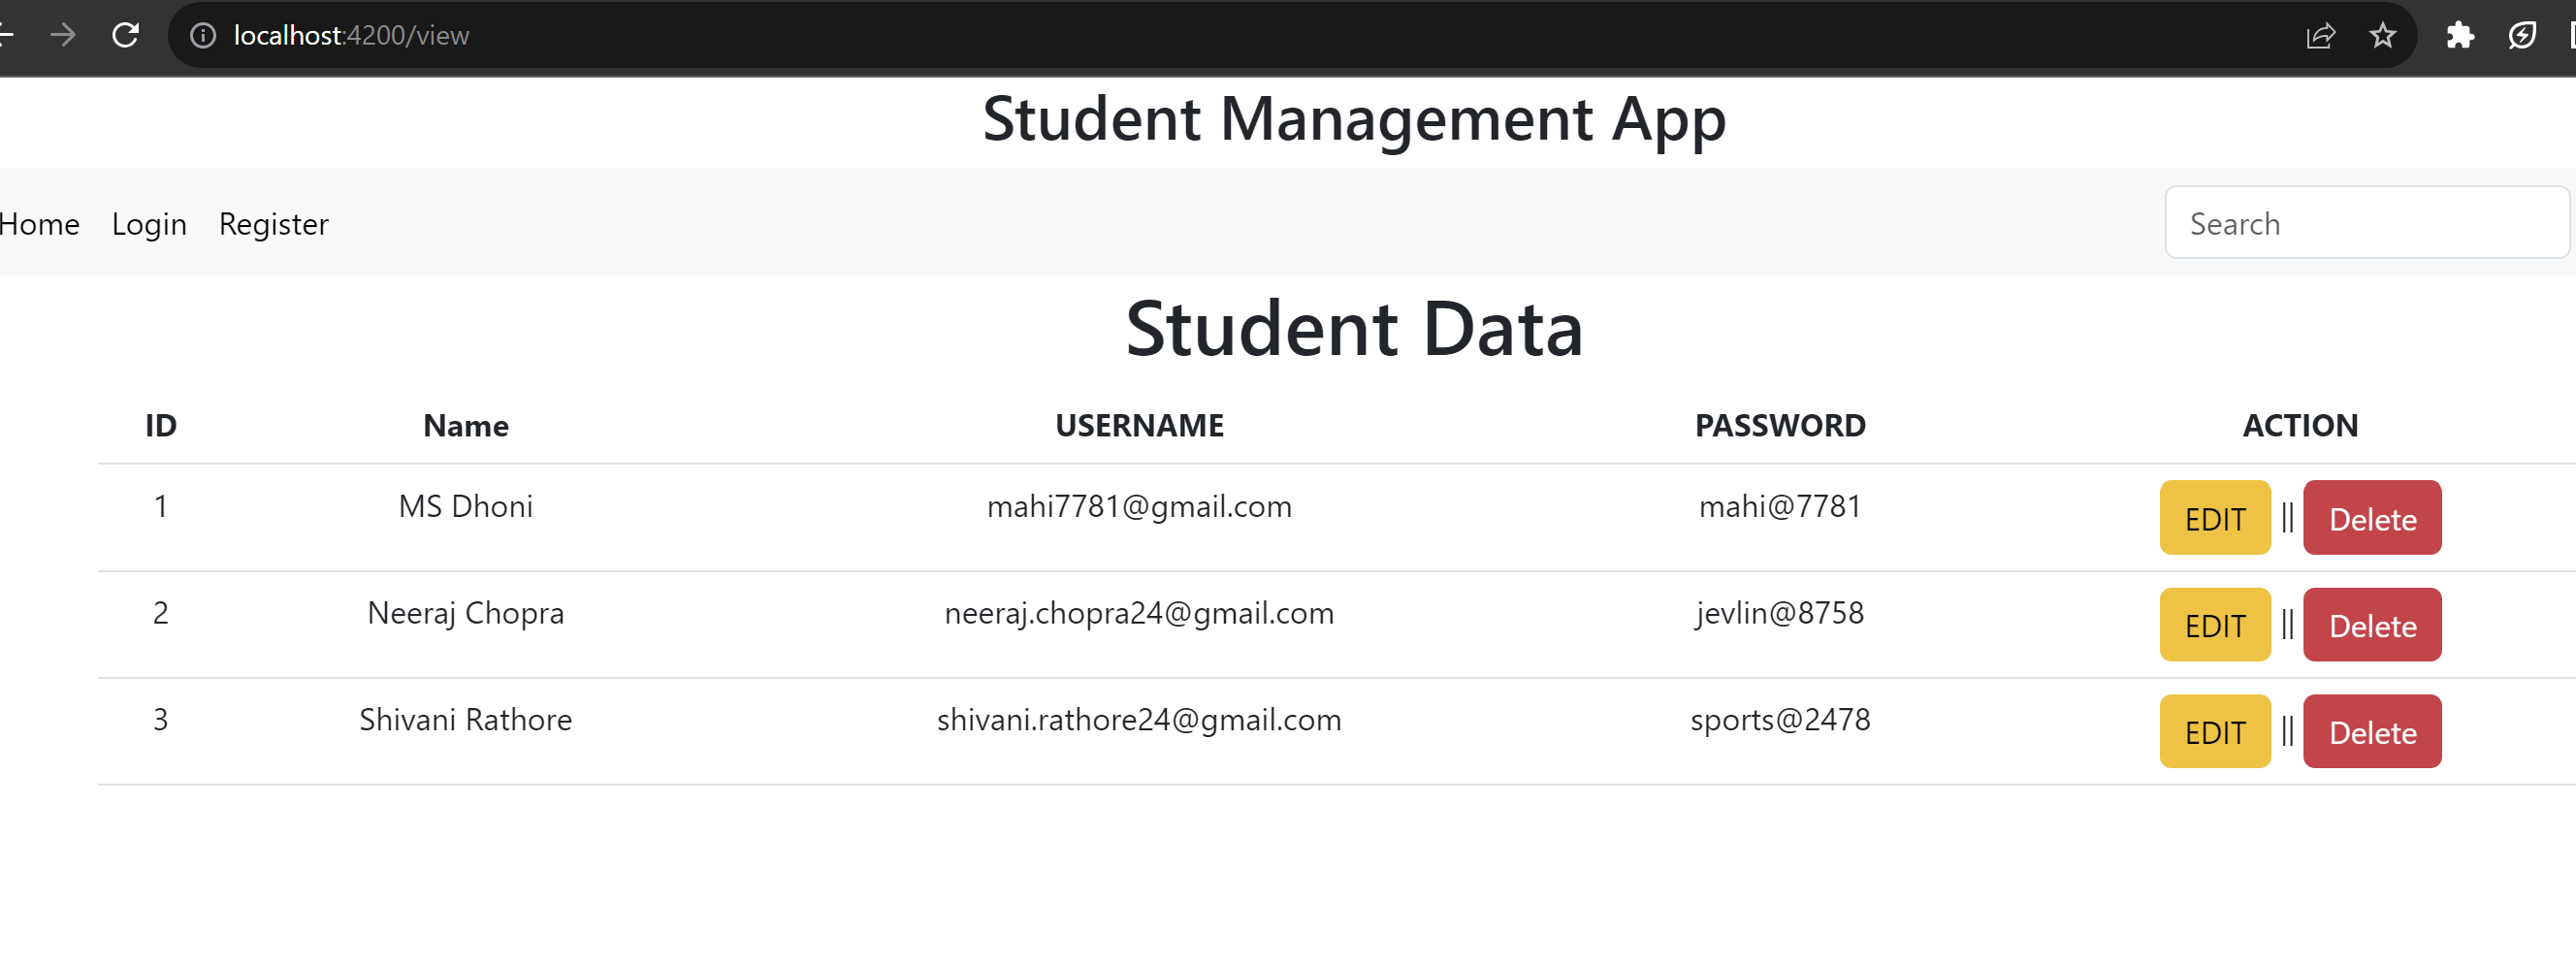 localhost:4200/view
Student Management App
Home Login Register Search
Student Data
ID Name USERNAME PASSWORD ACTION
1 MS Dhoni mahi7781@gmail.com mahi@7781 EDIT || Delete
2 Neeraj Chopra neeraj.chopra24@gmail.com jevlin@8758 EDIT || Delete
3 Shivani Rathore shivani.rathore24@gmail.com sports@2478 EDIT || Delete